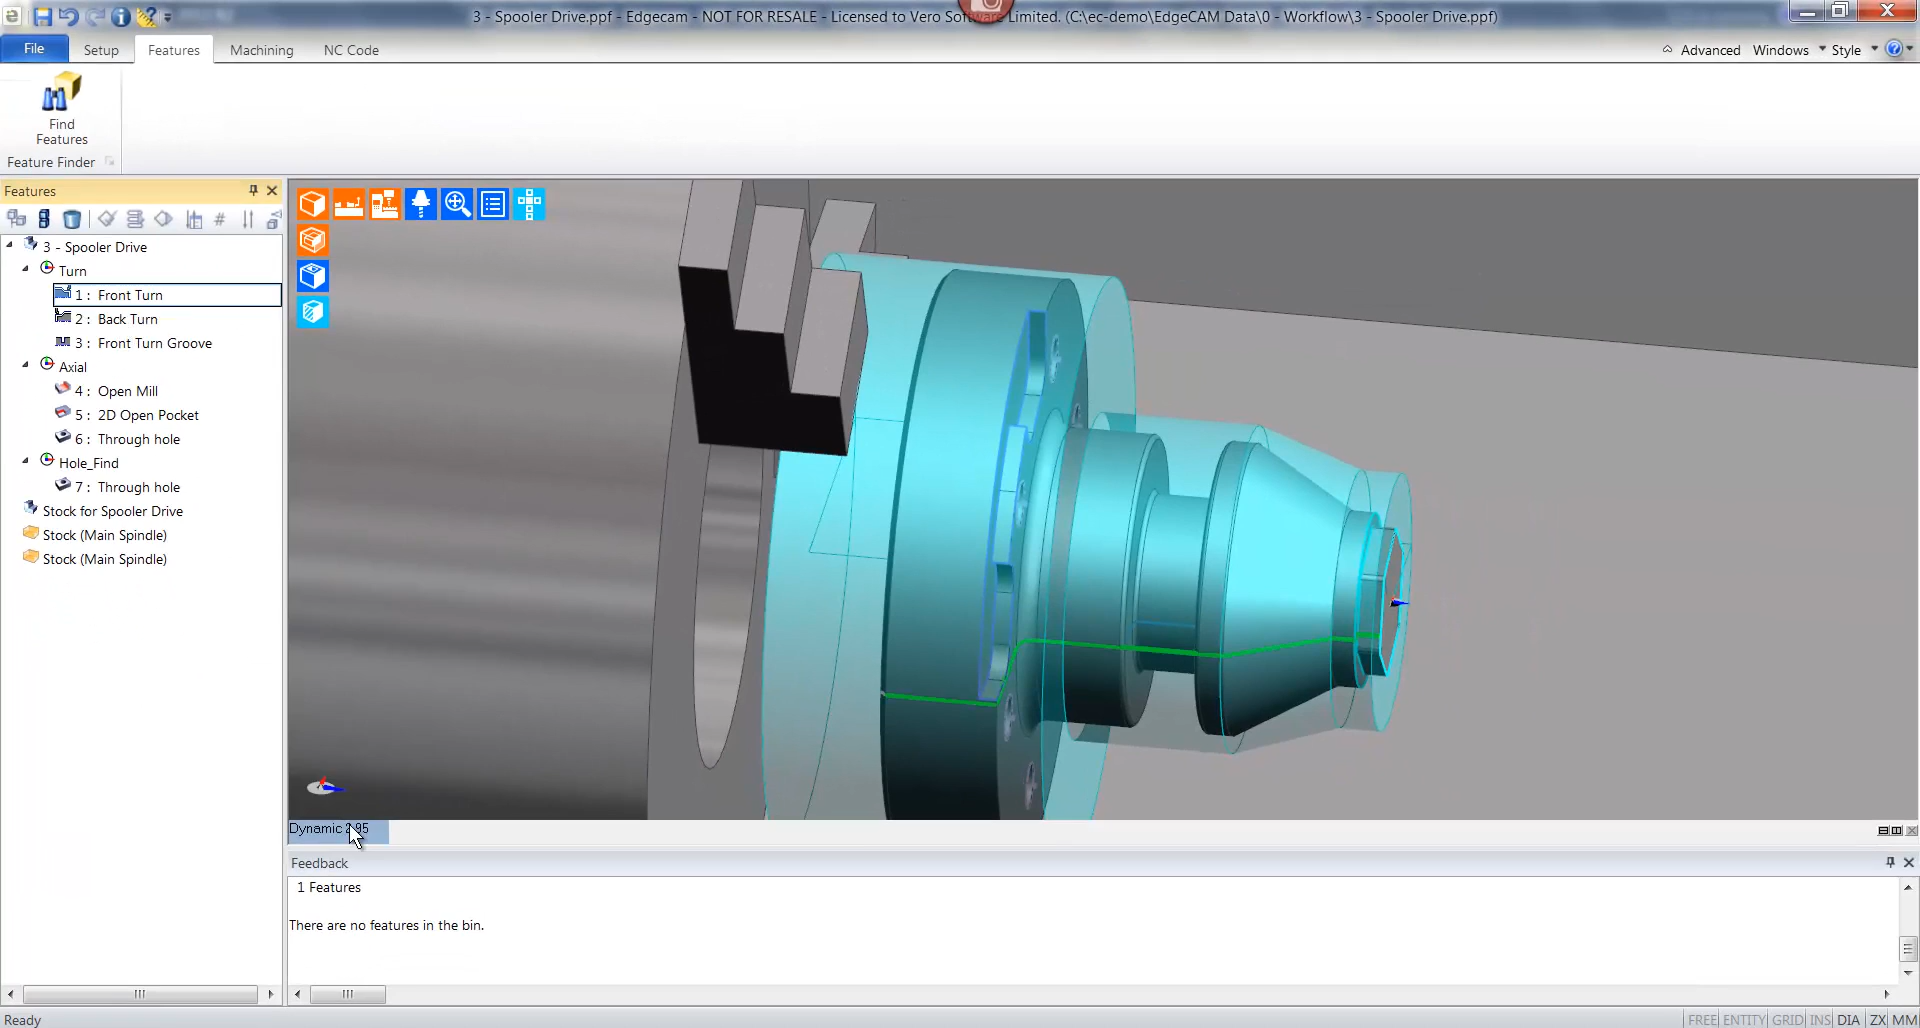 3 - Spooler Drive.ppf - Edgecam - NOT FOR RESALE - Licensed to Vero Software Limited. (C:\ec-demo\EdgeCAM Data\0 - Workflow\3 - Spooler Drive.ppf)
File Setup Features Machining NC Code Advanced Windows Style
Find
Features
Feature Finder
Features
3 - Spooler Drive
Turn
1 : Front Turn
2 : Back Turn
3 : Front Turn Groove
Axial
4 : Open Mill
5 : 2D Open Pocket
6 : Through hole
Hole_Find
7 : Through hole
Stock for Spooler Drive
Stock (Main Spindle)
Stock (Main Spindle)
Dynamic
Feedback
1 Features
There are no features in the bin.
Ready FREE ENTITY GRID INS DIA ZX MM